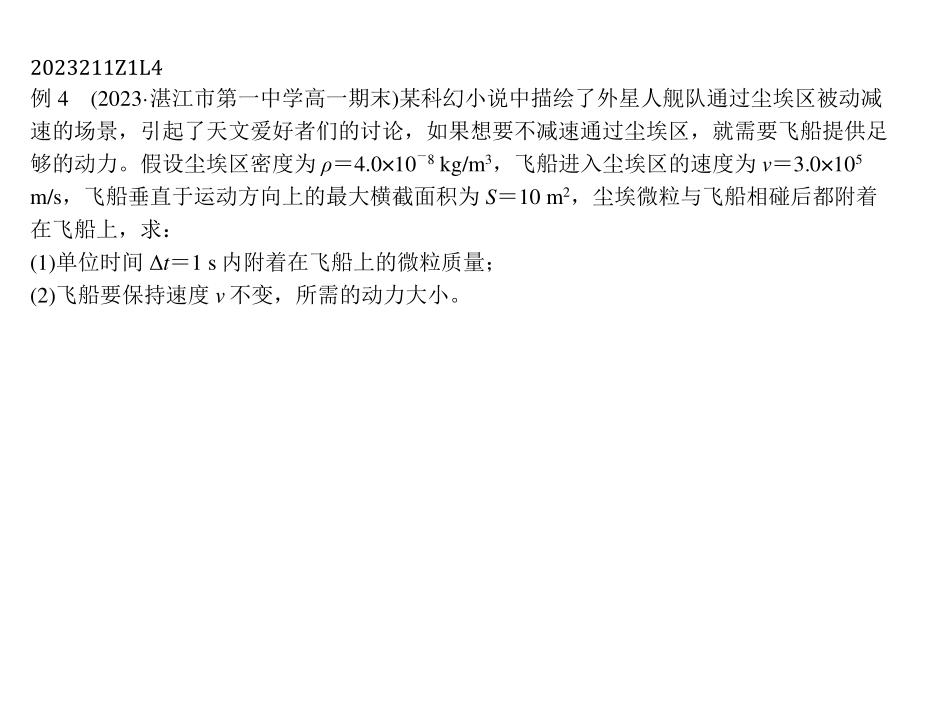 2023211Z1L4
例 4　(2023·湛江市第一中学高一期末)某科幻小说中描绘了外星人舰队通过尘埃区被动减
速的场景，引起了天文爱好者们的讨论，如果想要不减速通过尘埃区，就需要飞船提供足
够的动力。假设尘埃区密度为 ρ＝4.0×10⁻⁸ kg/m³，飞船进入尘埃区的速度为 v＝3.0×10⁵
m/s，飞船垂直于运动方向上的最大横截面积为 S＝10 m²，尘埃微粒与飞船相碰后都附着
在飞船上，求：
(1)单位时间 Δt＝1 s 内附着在飞船上的微粒质量；
(2)飞船要保持速度 v 不变，所需的动力大小。